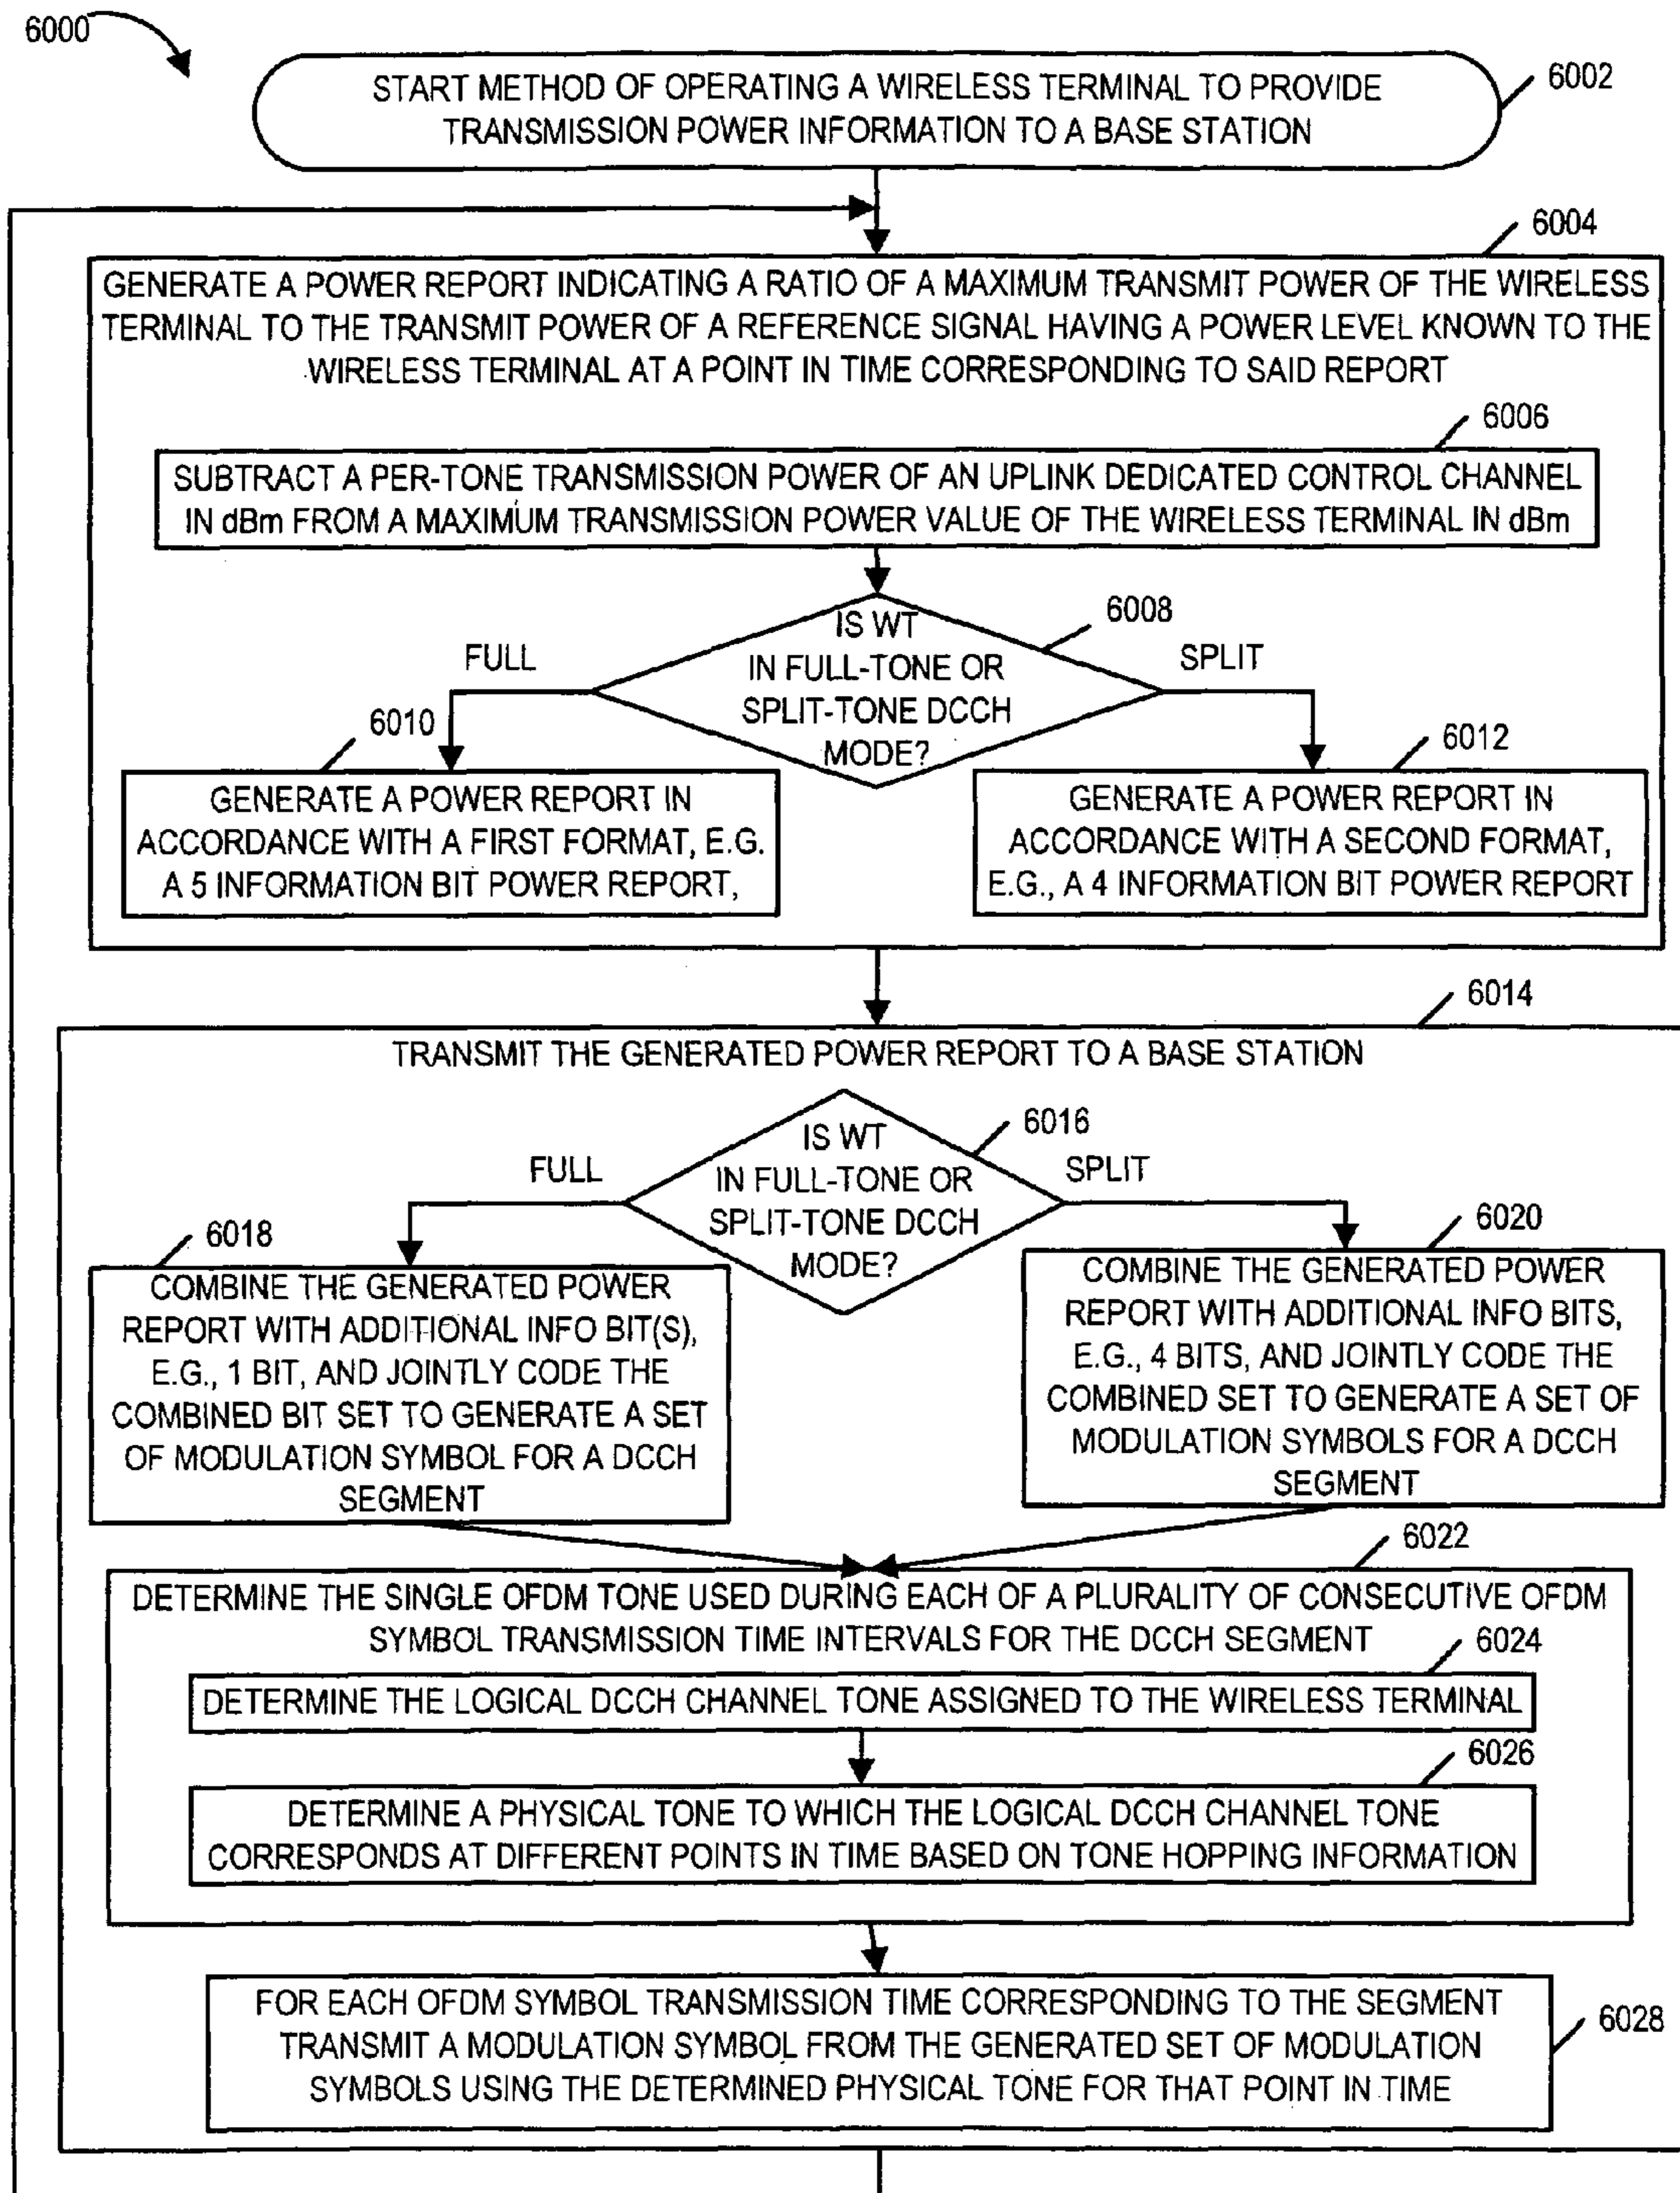 6000
START METHOD OF OPERATING A WIRELESS TERMINAL TO PROVIDE
TRANSMISSION POWER INFORMATION TO A BASE STATION
6002
6004
GENERATE A POWER REPORT INDICATING A RATIO OF A MAXIMUM TRANSMIT POWER OF THE WIRELESS
TERMINAL TO THE TRANSMIT POWER OF A REFERENCE SIGNAL HAVING A POWER LEVEL KNOWN TO THE
WIRELESS TERMINAL AT A POINT IN TIME CORRESPONDING TO SAID REPORT
6006
SUBTRACT A PER-TONE TRANSMISSION POWER OF AN UPLINK DEDICATED CONTROL CHANNEL
IN dBm FROM A MAXIMUM TRANSMISSION POWER VALUE OF THE WIRELESS TERMINAL IN dBm
6008
IS WT
IN FULL-TONE OR
SPLIT-TONE DCCH
MODE?
FULL
SPLIT
6010
GENERATE A POWER REPORT IN
ACCORDANCE WITH A FIRST FORMAT, E.G.
A 5 INFORMATION BIT POWER REPORT,
6012
GENERATE A POWER REPORT IN
ACCORDANCE WITH A SECOND FORMAT,
E.G., A 4 INFORMATION BIT POWER REPORT
6014
TRANSMIT THE GENERATED POWER REPORT TO A BASE STATION
6016
IS WT
IN FULL-TONE OR
SPLIT-TONE DCCH
MODE?
FULL
SPLIT
6018
COMBINE THE GENERATED POWER
REPORT WITH ADDITIONAL INFO BIT(S),
E.G., 1 BIT, AND JOINTLY CODE THE
COMBINED BIT SET TO GENERATE A SET
OF MODULATION SYMBOL FOR A DCCH
SEGMENT
6020
COMBINE THE GENERATED POWER
REPORT WITH ADDITIONAL INFO BITS,
E.G., 4 BITS, AND JOINTLY CODE THE
COMBINED SET TO GENERATE A SET OF
MODULATION SYMBOLS FOR A DCCH
SEGMENT
6022
DETERMINE THE SINGLE OFDM TONE USED DURING EACH OF A PLURALITY OF CONSECUTIVE OFDM
SYMBOL TRANSMISSION TIME INTERVALS FOR THE DCCH SEGMENT
6024
DETERMINE THE LOGICAL DCCH CHANNEL TONE ASSIGNED TO THE WIRELESS TERMINAL
6026
DETERMINE A PHYSICAL TONE TO WHICH THE LOGICAL DCCH CHANNEL TONE
CORRESPONDS AT DIFFERENT POINTS IN TIME BASED ON TONE HOPPING INFORMATION
FOR EACH OFDM SYMBOL TRANSMISSION TIME CORRESPONDING TO THE SEGMENT
TRANSMIT A MODULATION SYMBOL FROM THE GENERATED SET OF MODULATION
SYMBOLS USING THE DETERMINED PHYSICAL TONE FOR THAT POINT IN TIME
6028